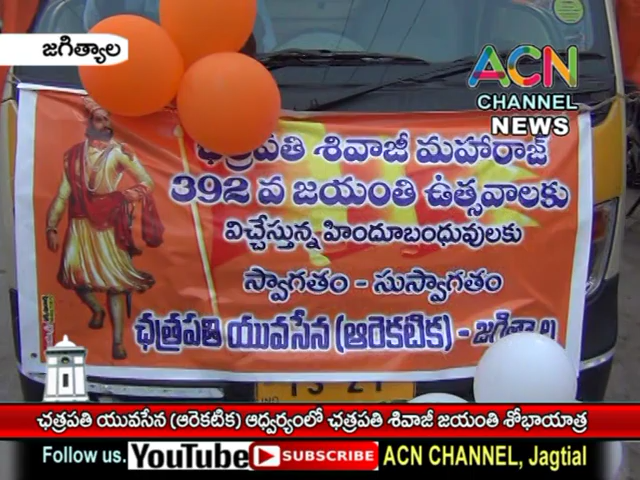 జగిత్యాల
ACN
CHANNEL
NEWS
ఛత్రపతి శివాజీ మహారాజ్
392 వ జయంతి ఉత్సవాలకు
విచ్చేస్తున్న హిందూబంధువులకు
స్వాగతం - సుస్వాగతం
ఛత్రపతి యువసేన (ఆరెకటిక) - జగిత్యాల
ఛత్రపతి యువసేన (ఆరెకటిక) ఆధ్వర్యంలో ఛత్రపతి శివాజీ జయంతి శోభాయాత్ర
Follow us. YouTube SUBSCRIBE ACN CHANNEL, Jagtial